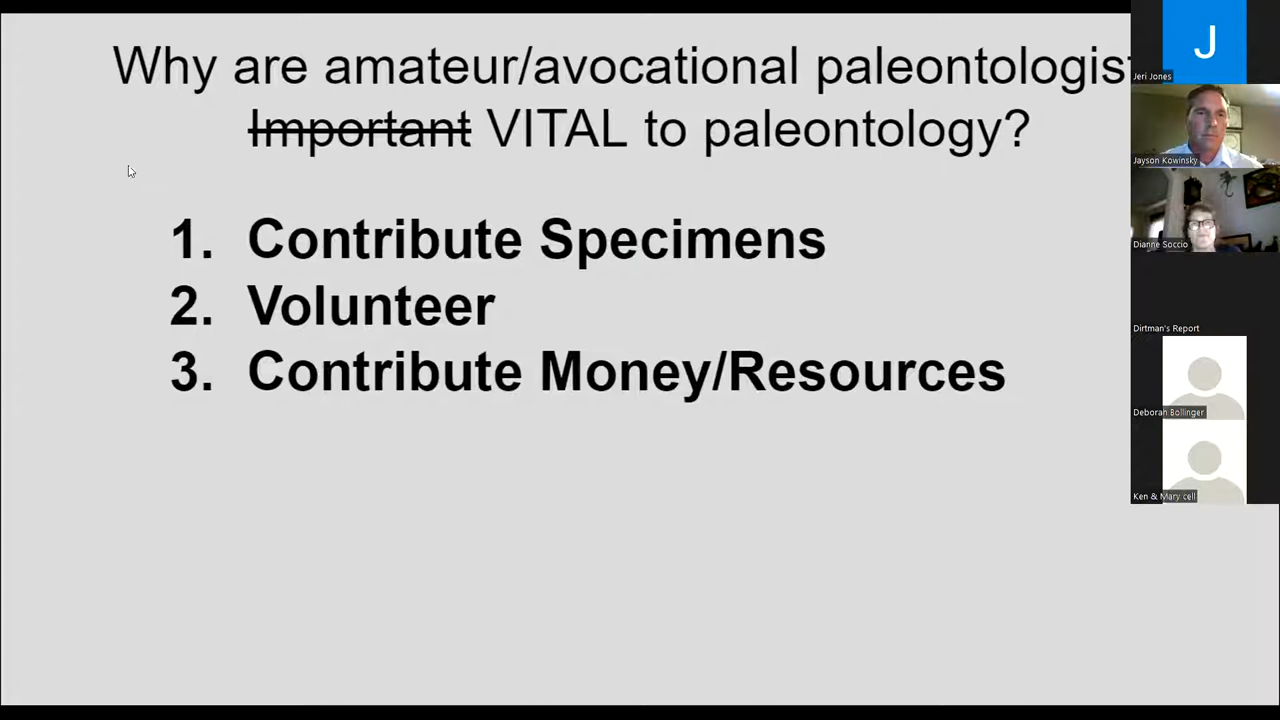 Why are amateur/avocational paleontologist
Important VITAL to paleontology?
1. Contribute Specimens
2. Volunteer
3. Contribute Money/Resources
J
Jeri Jones
Jayson Kowinsky
Dianne Soccio
Dirtman's Report
Deborah Bollinger
Ken & Mary cell